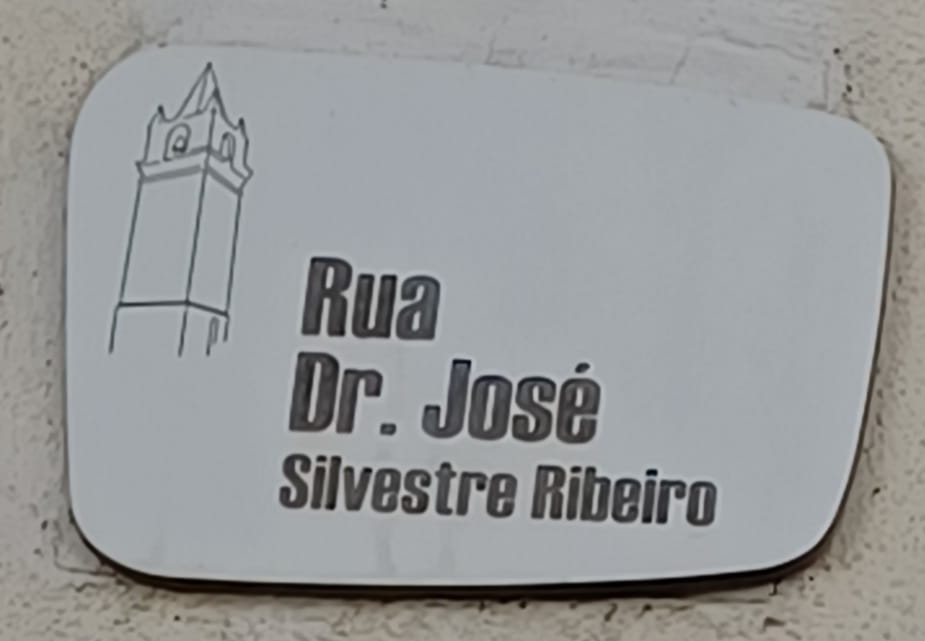 Rua
Dr. José
Silvestre Ribeiro